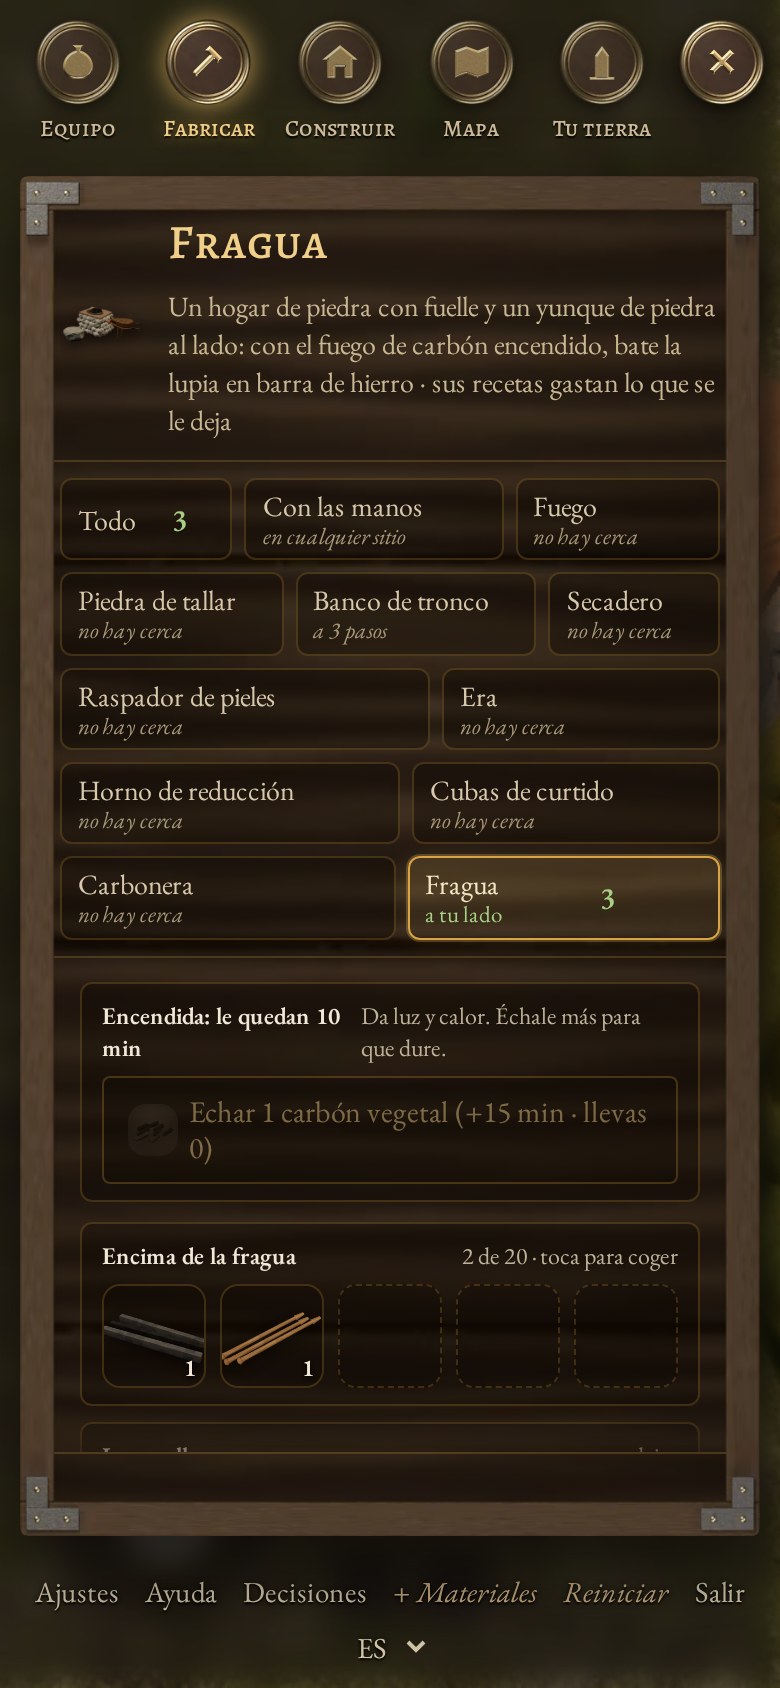 Equipo
Fabricar
Construir
Mapa
Tu tierra
Fragua
Un hogar de piedra con fuelle y un yunque de piedra
al lado: con el fuego de carbón encendido, bate la
lupia en barra de hierro · sus recetas gastan lo que se
le deja
Todo 3
Con las manos
en cualquier sitio
Fuego
no hay cerca
Piedra de tallar
no hay cerca
Banco de tronco
a 3 pasos
Secadero
no hay cerca
Raspador de pieles
no hay cerca
Era
no hay cerca
Horno de reducción
no hay cerca
Cubas de curtido
no hay cerca
Carbonera
no hay cerca
Fragua
a tu lado
3
Encendida: le quedan 10
min
Da luz y calor. Échale más para
que dure.
Echar 1 carbón vegetal (+15 min · llevas
0)
Encima de la fragua
2 de 20 · toca para coger
1
1
Ajustes
Ayuda
Decisiones
+ Materiales
Reiniciar
Salir
ES